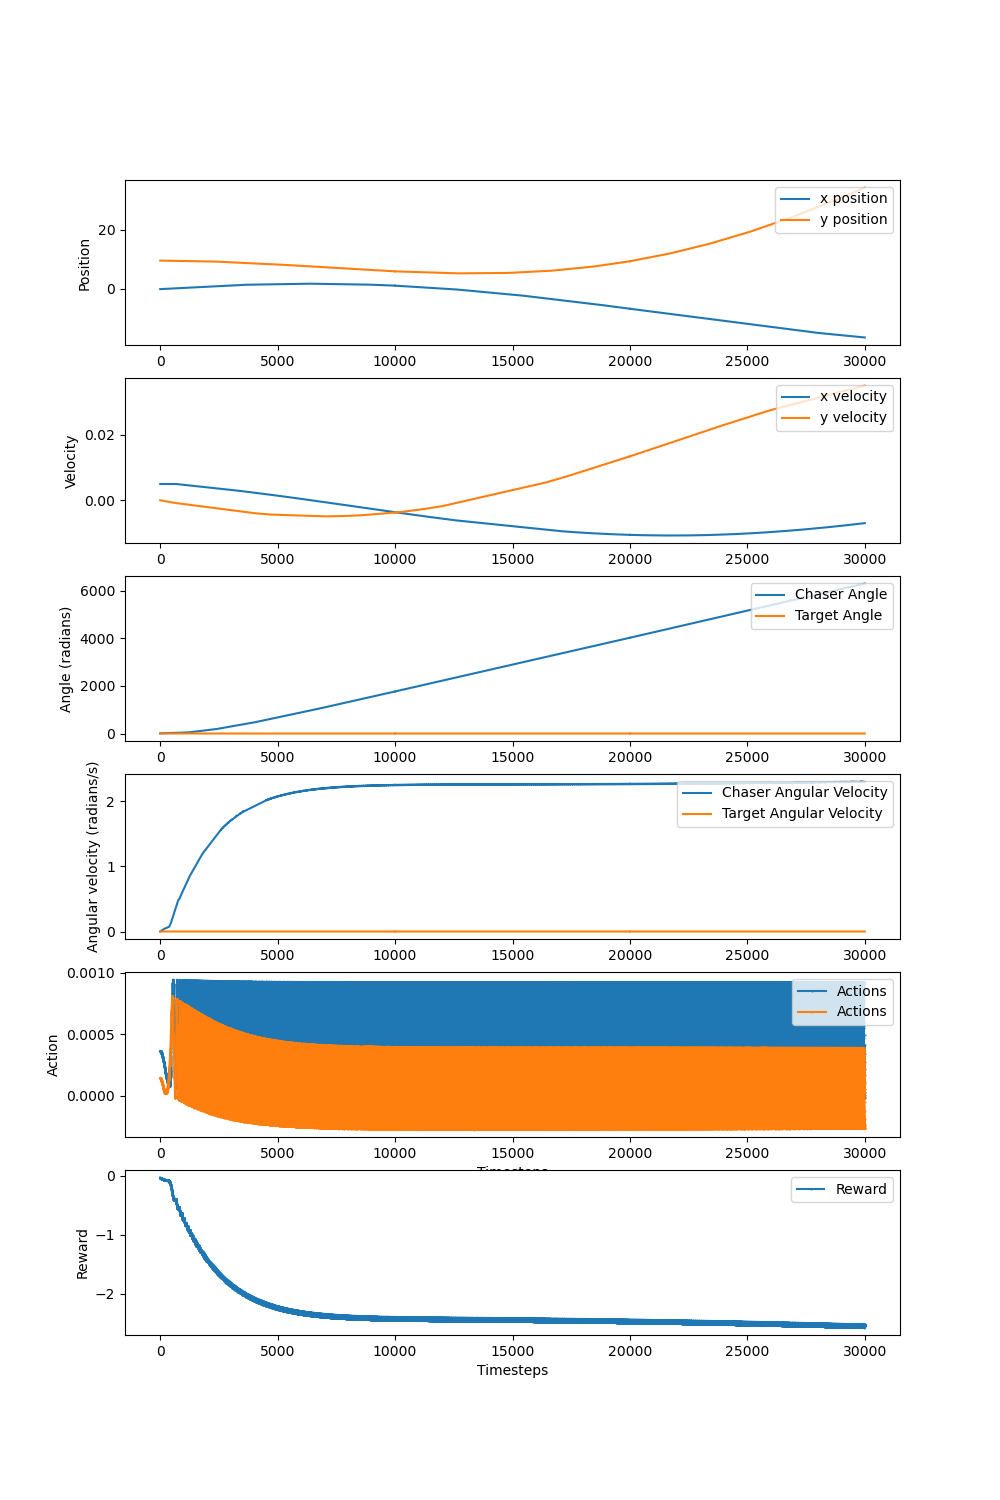 x position
y position
20
0
Position
0 5000 10000 15000 20000 25000 30000
x velocity
y velocity
0.02
0.00
Velocity
0 5000 10000 15000 20000 25000 30000
Chaser Angle
Target Angle
6000
4000
2000
0
Angle (radians)
0 5000 10000 15000 20000 25000 30000
Chaser Angular Velocity
Target Angular Velocity
2
1
0
Angular velocity (radians/s)
0 5000 10000 15000 20000 25000 30000
0.0010
Actions
Actions
0.0005
0.0000
Action
0 5000 10000 15000 20000 25000 30000
Timesteps
0
Reward
−1
−2
Reward
0 5000 10000 15000 20000 25000 30000
Timesteps